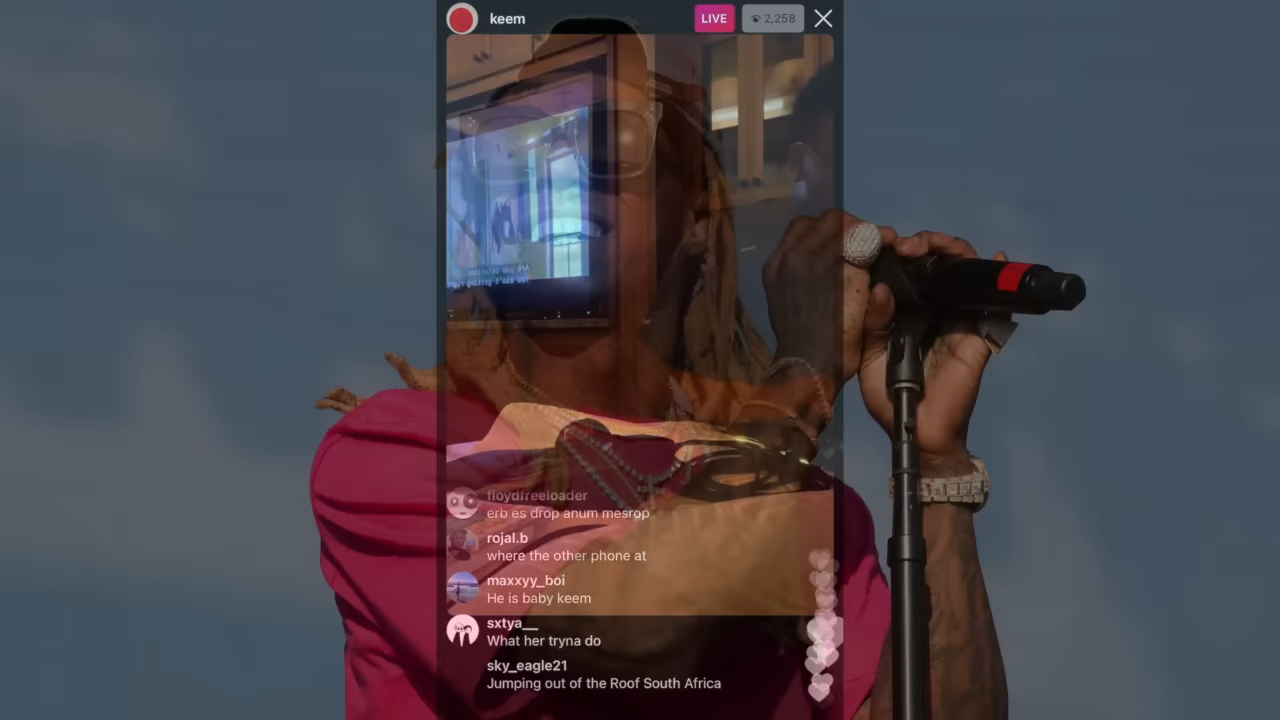 keem
LIVE
2,258
floydfreeloader
erb es drop anum mesrop
rojal.b
where the other phone at
maxxyy_boi
He is baby keem
sxtya__
What her tryna do
sky_eagle21
Jumping out of the Roof South Africa